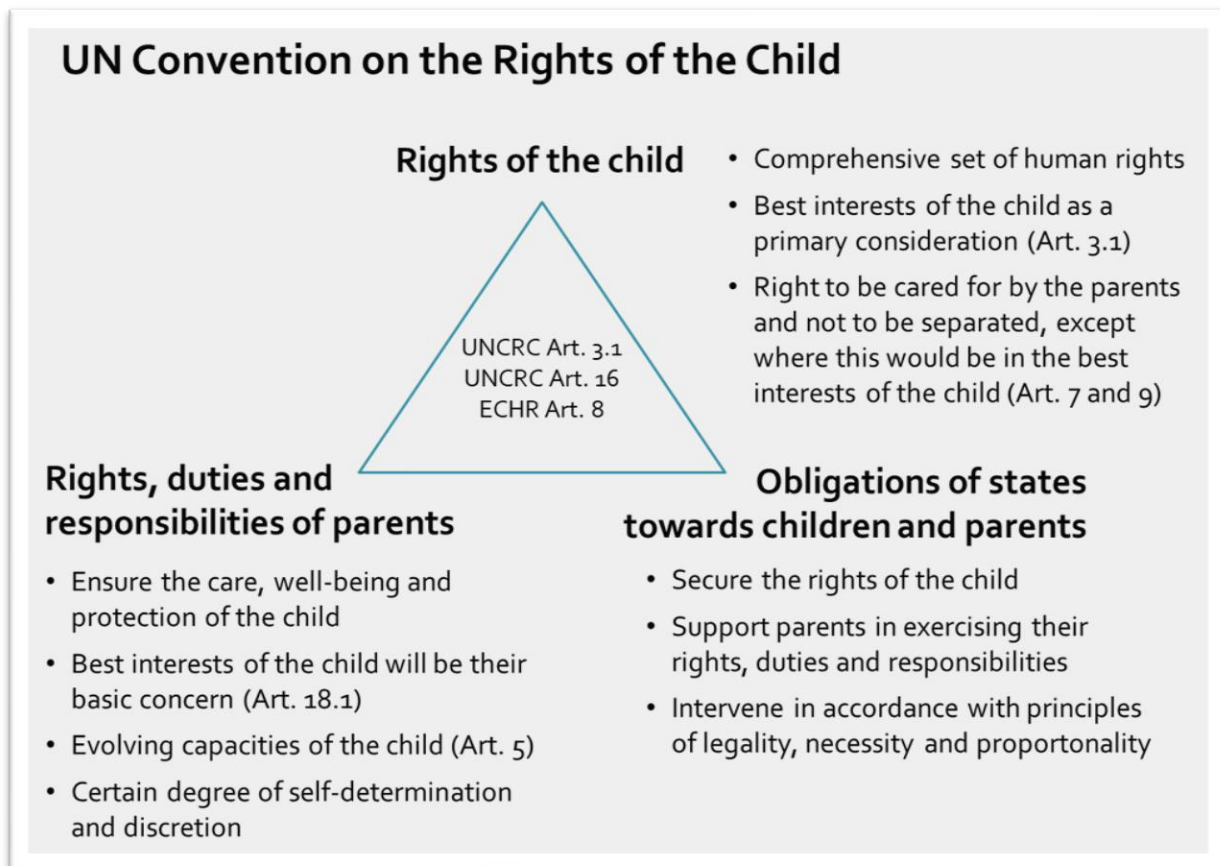 UN Convention on the Rights of the Child
Rights of the child
• Comprehensive set of human rights
• Best interests of the child as a
primary consideration (Art. 3.1)
• Right to be cared for by the parents
and not to be separated, except
where this would be in the best
interests of the child (Art. 7 and 9)
UNCRC Art. 3.1
UNCRC Art. 16
ECHR Art. 8
Rights, duties and
responsibilities of parents
• Ensure the care, well-being and
protection of the child
• Best interests of the child will be their
basic concern (Art. 18.1)
• Evolving capacities of the child (Art. 5)
• Certain degree of self-determination
and discretion
Obligations of states
towards children and parents
• Secure the rights of the child
• Support parents in exercising their
rights, duties and responsibilities
• Intervene in accordance with principles
of legality, necessity and proportonality